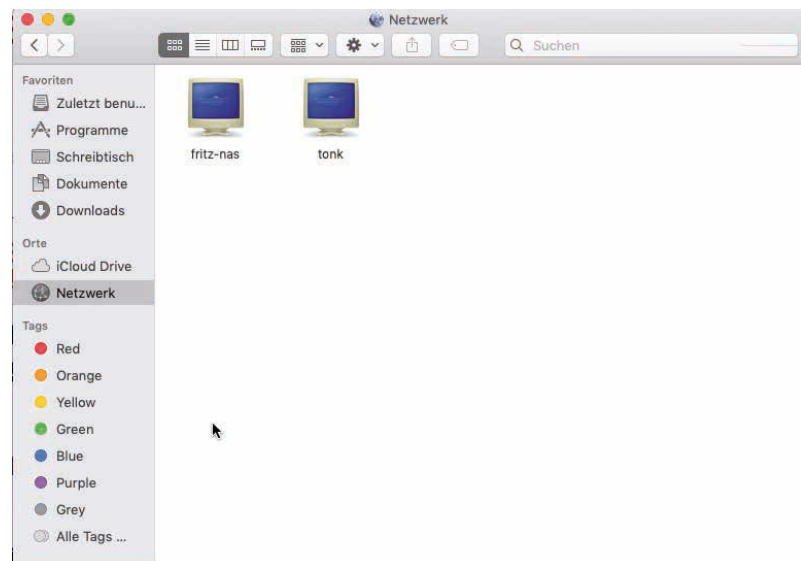 Netzwerk
Suchen
Favoriten
Zuletzt benu...
Programme
Schreibtisch
Dokumente
Downloads
Orte
iCloud Drive
Netzwerk
Tags
Red
Orange
Yellow
Green
Blue
Purple
Grey
Alle Tags ...
fritz-nas
tonk